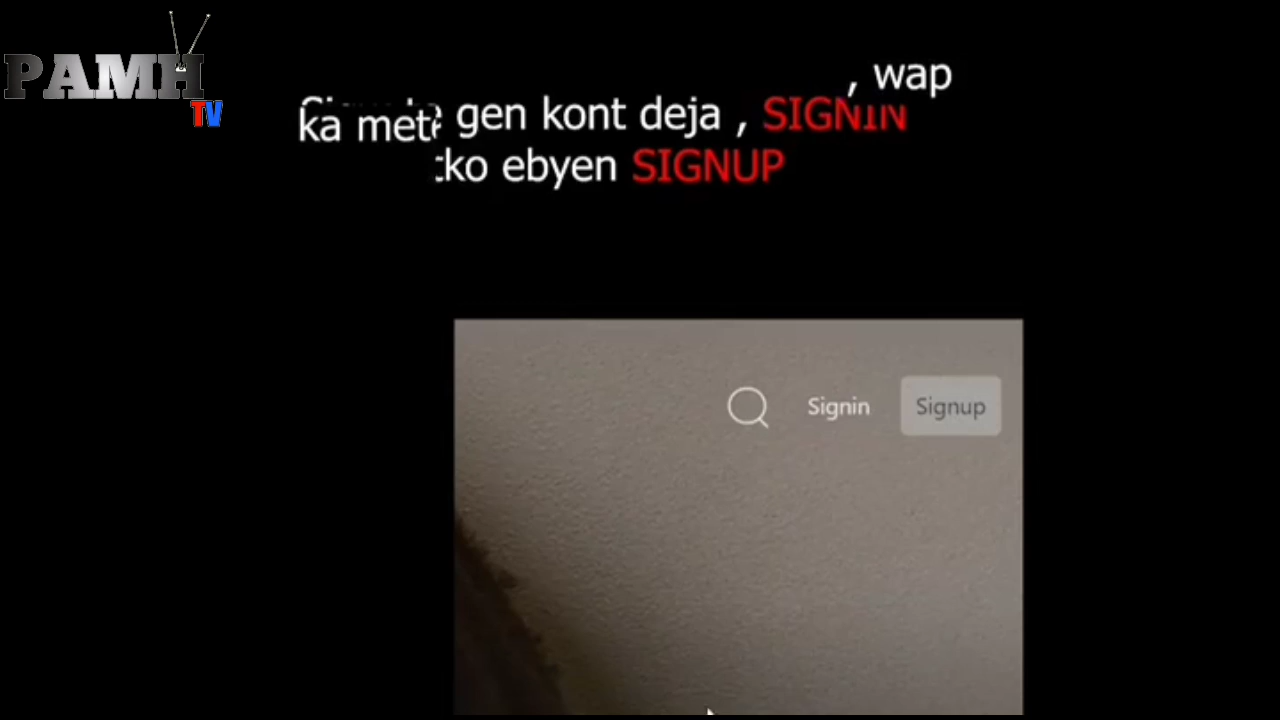 PAMH
TV
, wap
gen kont deja , SIGNIN
ka mete
ko ebyen SIGNUP
Signin
Signup